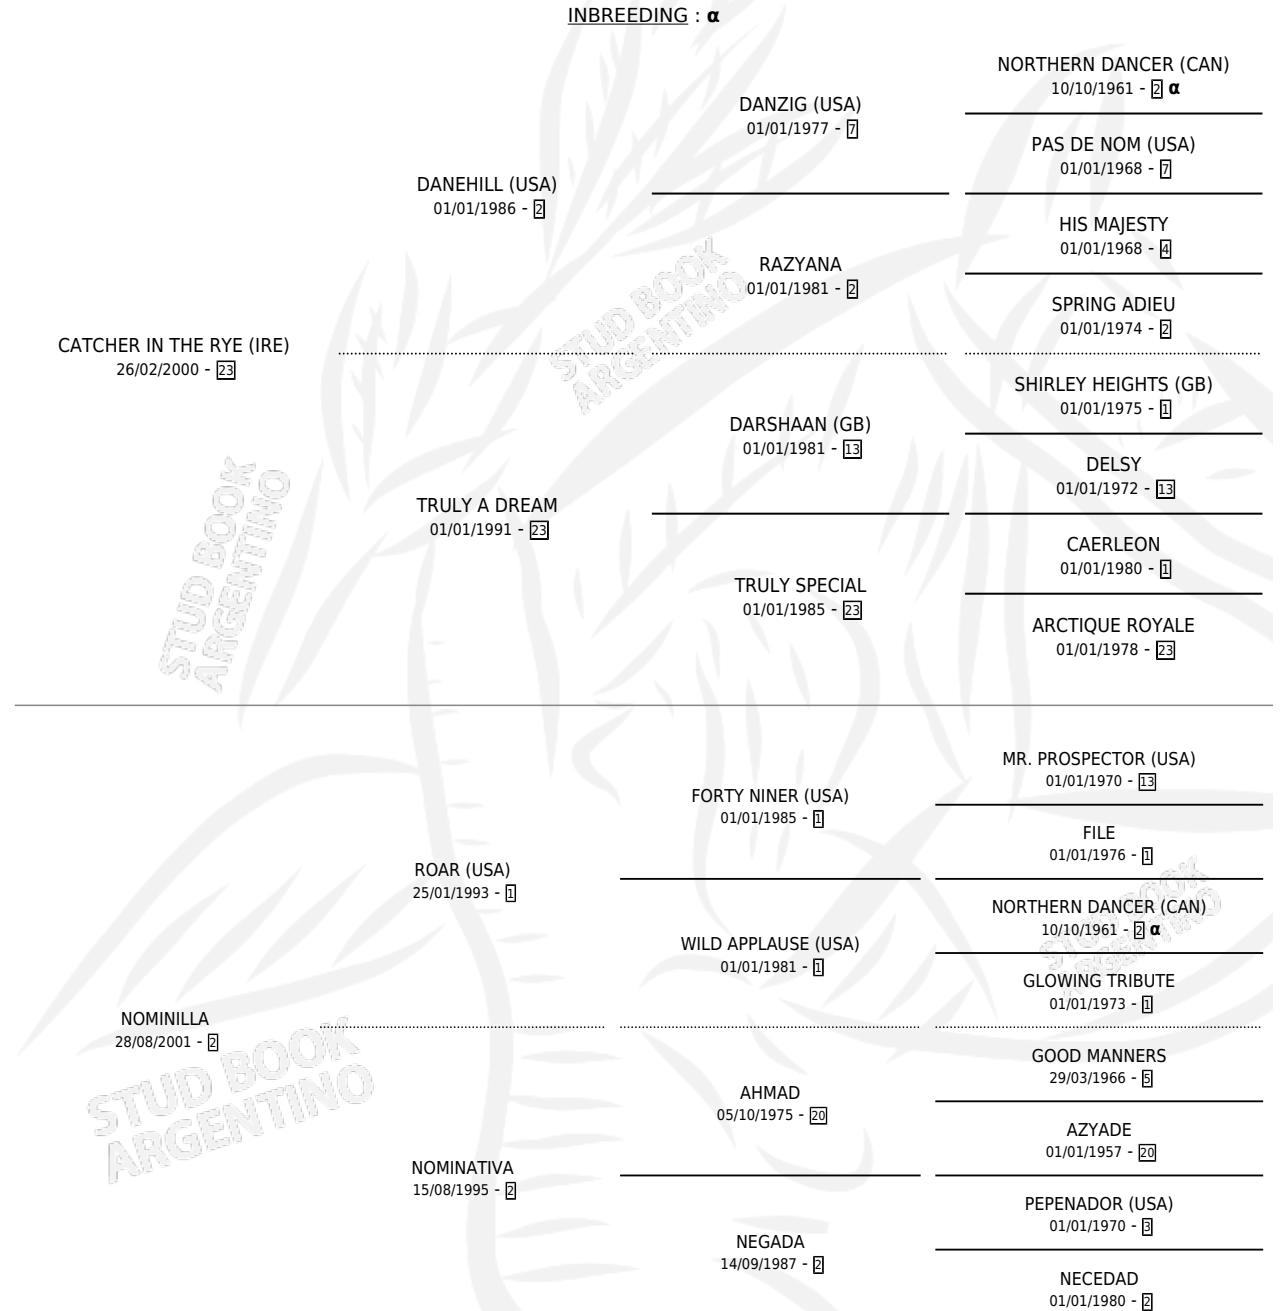 INBREEDING : α
NORTHERN DANCER (CAN)
10/10/1961 - 2 α
DANZIG (USA)
01/01/1977 - 7
PAS DE NOM (USA)
01/01/1968 - 7
DANEHILL (USA)
01/01/1986 - 2
HIS MAJESTY
01/01/1968 - 4
RAZYANA
01/01/1981 - 2
SPRING ADIEU
01/01/1974 - 2
CATCHER IN THE RYE (IRE)
26/02/2000 - 23
SHIRLEY HEIGHTS (GB)
01/01/1975 - 1
DARSHAAN (GB)
01/01/1981 - 13
DELSY
01/01/1972 - 13
TRULY A DREAM
01/01/1991 - 23
CAERLEON
01/01/1980 - 1
TRULY SPECIAL
01/01/1985 - 23
ARCTIQUE ROYALE
01/01/1978 - 23
MR. PROSPECTOR (USA)
01/01/1970 - 13
FORTY NINER (USA)
01/01/1985 - 1
FILE
01/01/1976 - 1
ROAR (USA)
25/01/1993 - 1
NORTHERN DANCER (CAN)
10/10/1961 - 2 α
WILD APPLAUSE (USA)
01/01/1981 - 1
GLOWING TRIBUTE
01/01/1973 - 1
NOMINILLA
28/08/2001 - 2
GOOD MANNERS
29/03/1966 - 5
AHMAD
05/10/1975 - 20
AZYADE
01/01/1957 - 20
NOMINATIVA
15/08/1995 - 2
PEPENADOR (USA)
01/01/1970 - 3
NEGADA
14/09/1987 - 2
NECEDAD
01/01/1980 - 2
STUD BOOK
ARGENTINO
STUD BOOK
ARGENTINO
STUD BOOK
ARGENTINO
STUD BOOK
ARGENTINO